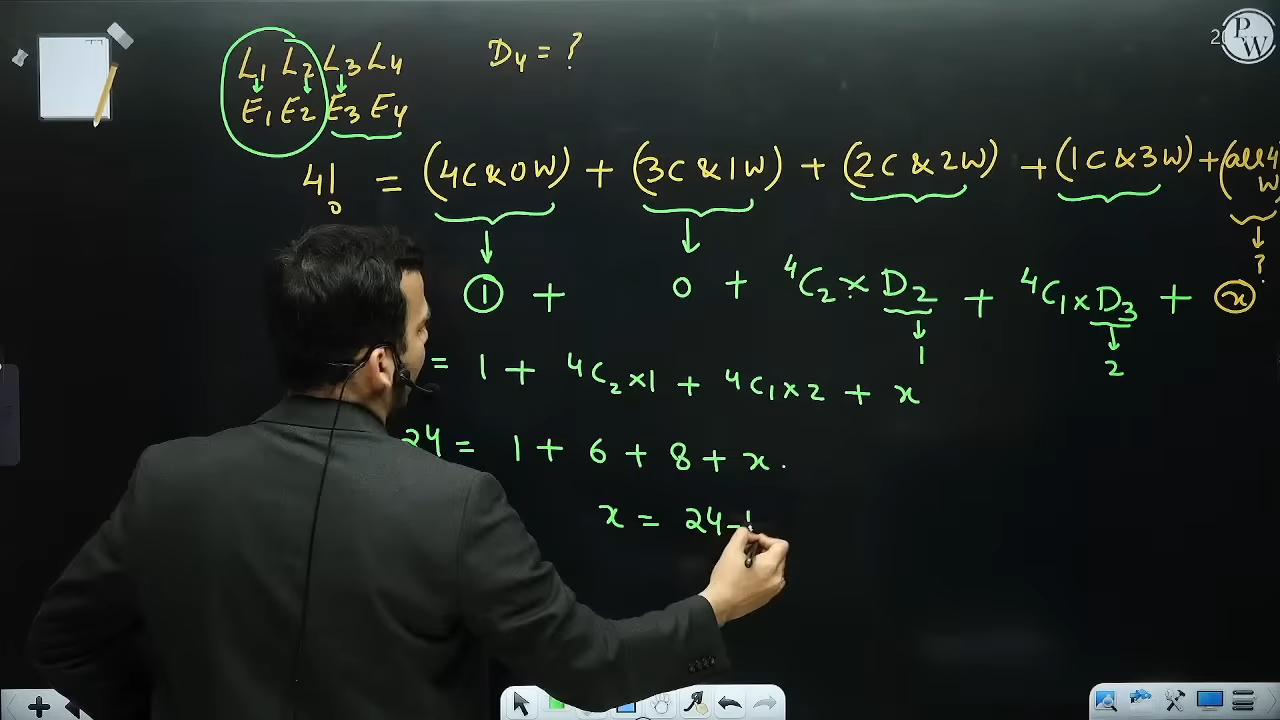 L1 L2 L3 L4 D4 = ?
E1 E2 E3 E4
4! = (4C & 0W) + (3C & 1W) + (2C & 2W) + (1C & 3W) + (all 4 W)
0 ?
1 + 0 + ⁴C₂ × D₂ + ⁴C₁ × D₃ + x
1 2
= 1 + ⁴C₂ × 1 + ⁴C₁ × 2 + x
24 = 1 + 6 + 8 + x.
x = 24 -
PW